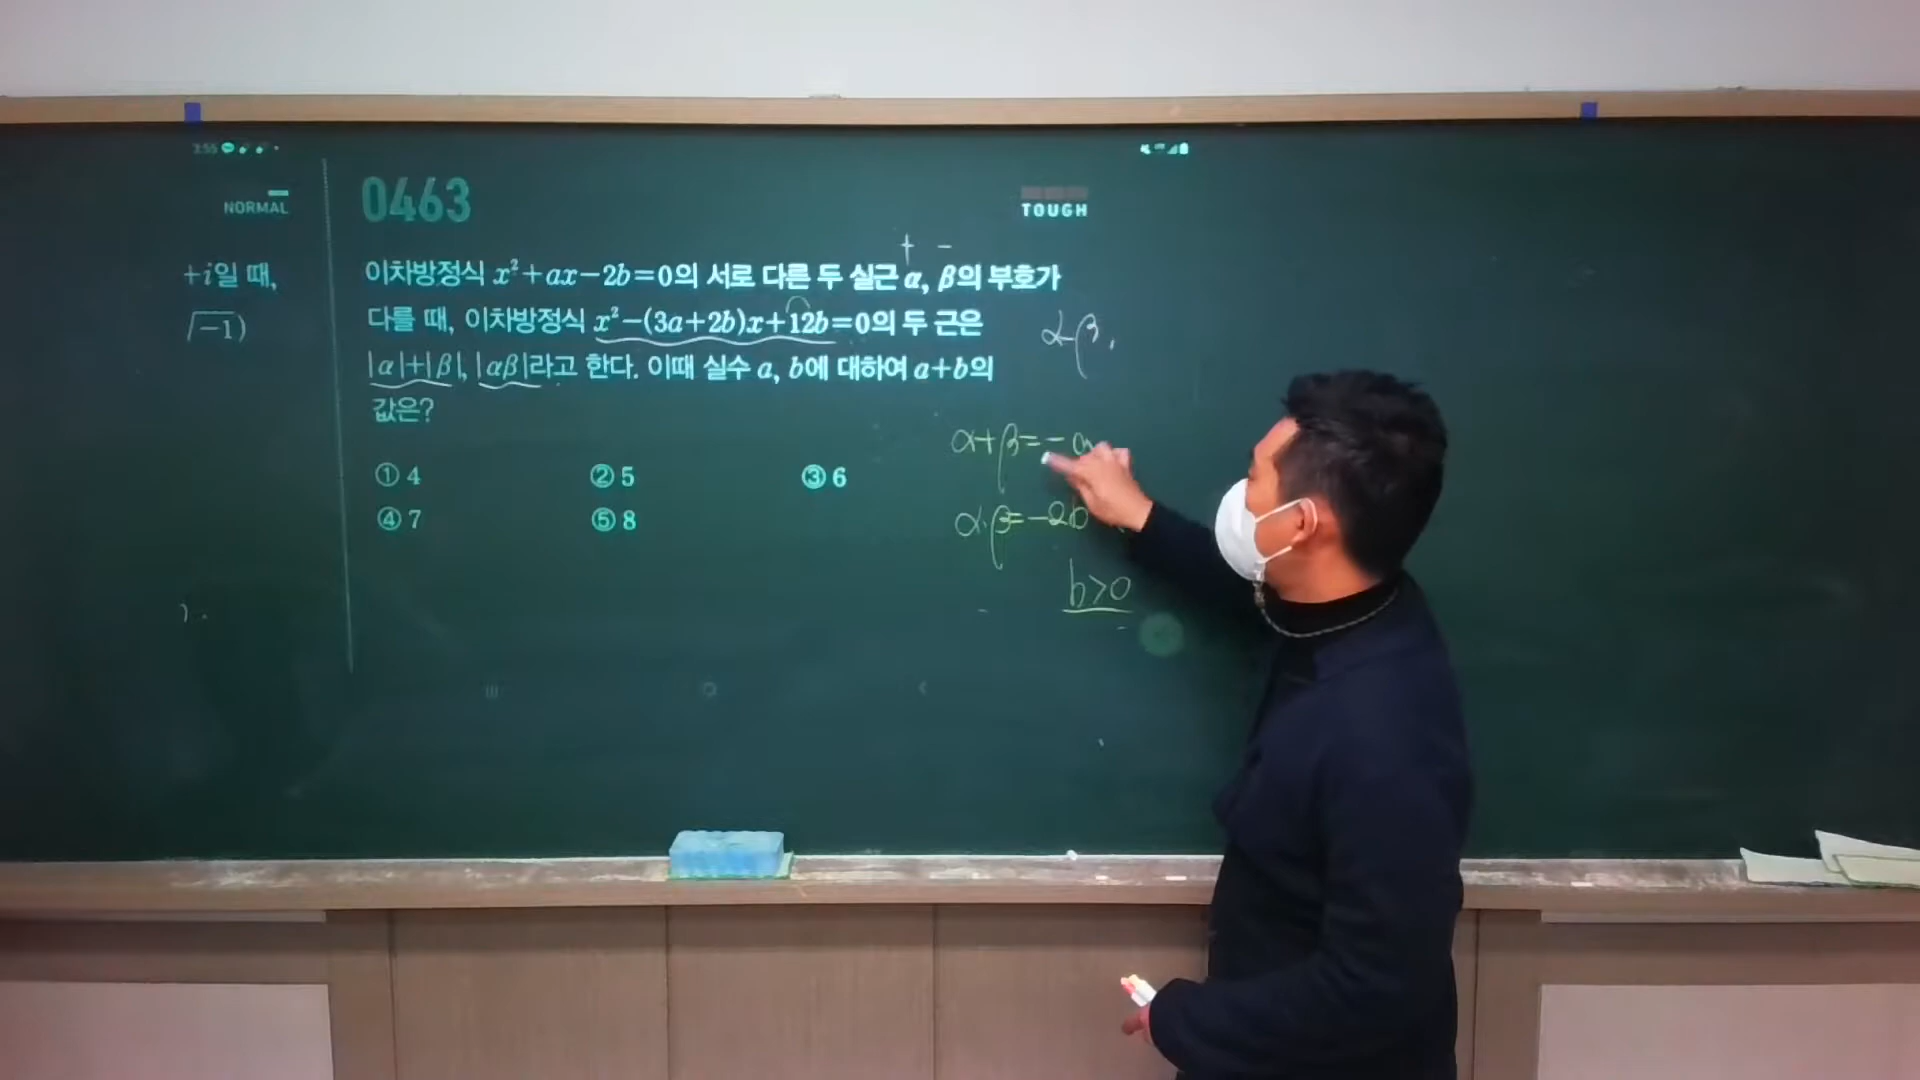 3:55
NORMAL
+i일 때,
√-1)
0463
TOUGH
+ -
이차방정식 x²+ax-2b=0의 서로 다른 두 실근 α, β의 부호가
다를 때, 이차방정식 x²-(3a+2b)x+12b=0의 두 근은
|α|+|β|, |αβ|라고 한다. 이때 실수 a, b에 대하여 a+b의
값은?
① 4 ② 5 ③ 6
④ 7 ⑤ 8
α-β,
α+β=-a
α·β=-2b
b>0